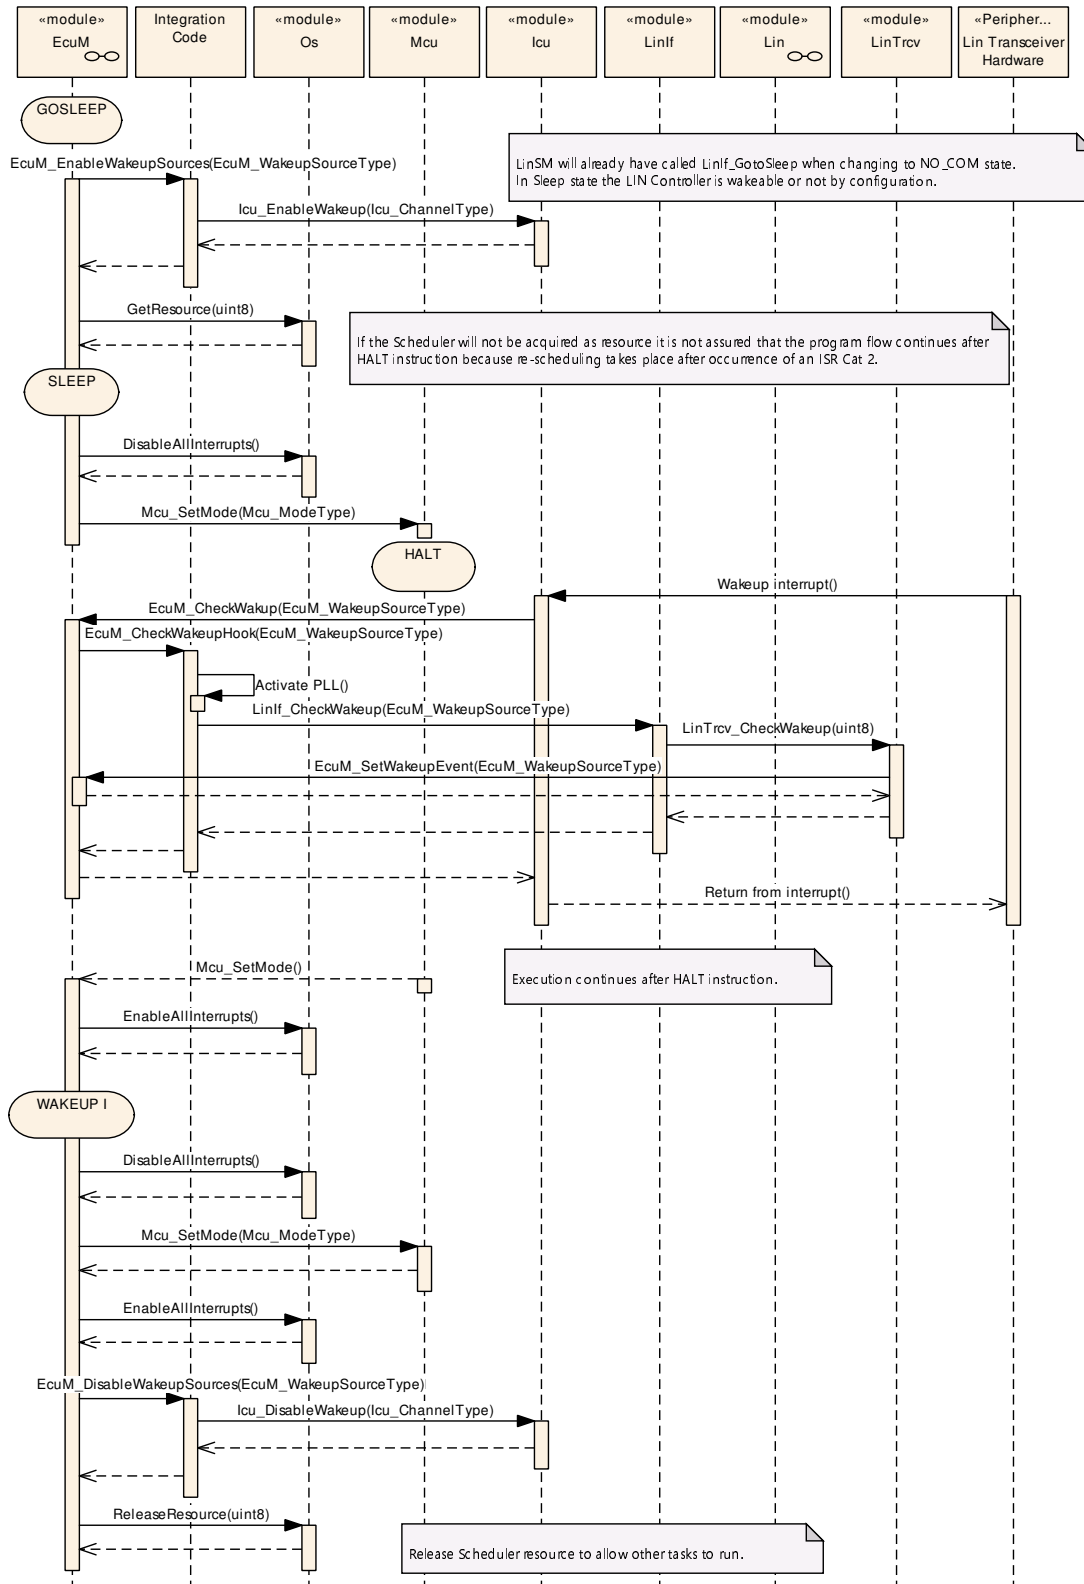 «module»
EcuM
Integration
Code
«module»
Os
«module»
Mcu
«module»
Icu
«module»
LinIf
«module»
Lin
«module»
LinTrcv
«Peripher...
Lin Transceiver
Hardware
GOSLEEP
LinSM will already have called LinIf_GotoSleep when changing to NO_COM state.
In Sleep state the LIN Controller is wakeable or not by configuration.
EcuM_EnableWakeupSources(EcuM_WakeupSourceType)
Icu_EnableWakeup(Icu_ChannelType)
GetResource(uint8)
If the Scheduler will not be acquired as resource it is not assured that the program flow continues after
HALT instruction because re-scheduling takes place after occurrence of an ISR Cat 2.
SLEEP
DisableAllInterrupts()
Mcu_SetMode(Mcu_ModeType)
HALT
Wakeup interrupt()
EcuM_CheckWakup(EcuM_WakeupSourceType)
EcuM_CheckWakeupHook(EcuM_WakeupSourceType)
Activate PLL()
LinIf_CheckWakeup(EcuM_WakeupSourceType)
LinTrcv_CheckWakeup(uint8)
EcuM_SetWakeupEvent(EcuM_WakeupSourceType)
Return from interrupt()
Mcu_SetMode()
Execution continues after HALT instruction.
EnableAllInterrupts()
WAKEUP I
DisableAllInterrupts()
Mcu_SetMode(Mcu_ModeType)
EnableAllInterrupts()
EcuM_DisableWakeupSources(EcuM_WakeupSourceType)
Icu_DisableWakeup(Icu_ChannelType)
ReleaseResource(uint8)
Release Scheduler resource to allow other tasks to run.